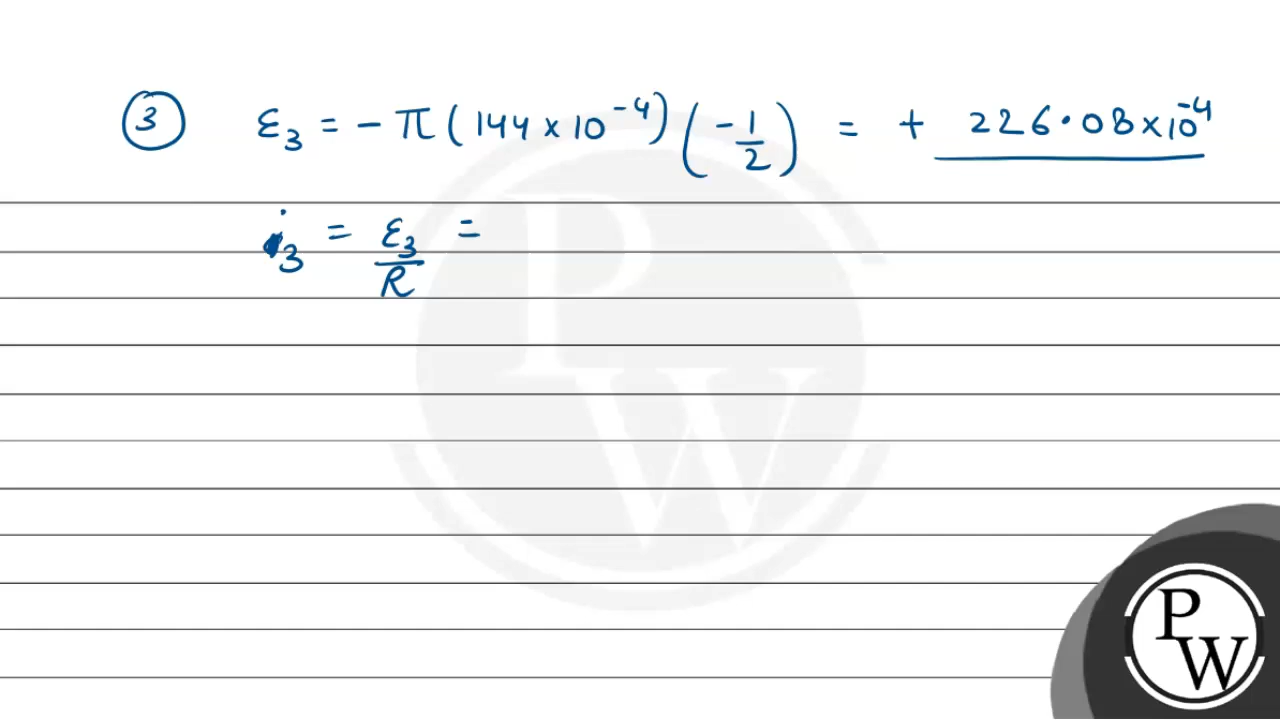 3 ε₃ = - π (144 × 10⁻⁴) (-1/2) = + 226.08 × 10⁻⁴
i₃ = ε₃/R =
P
W
P
W